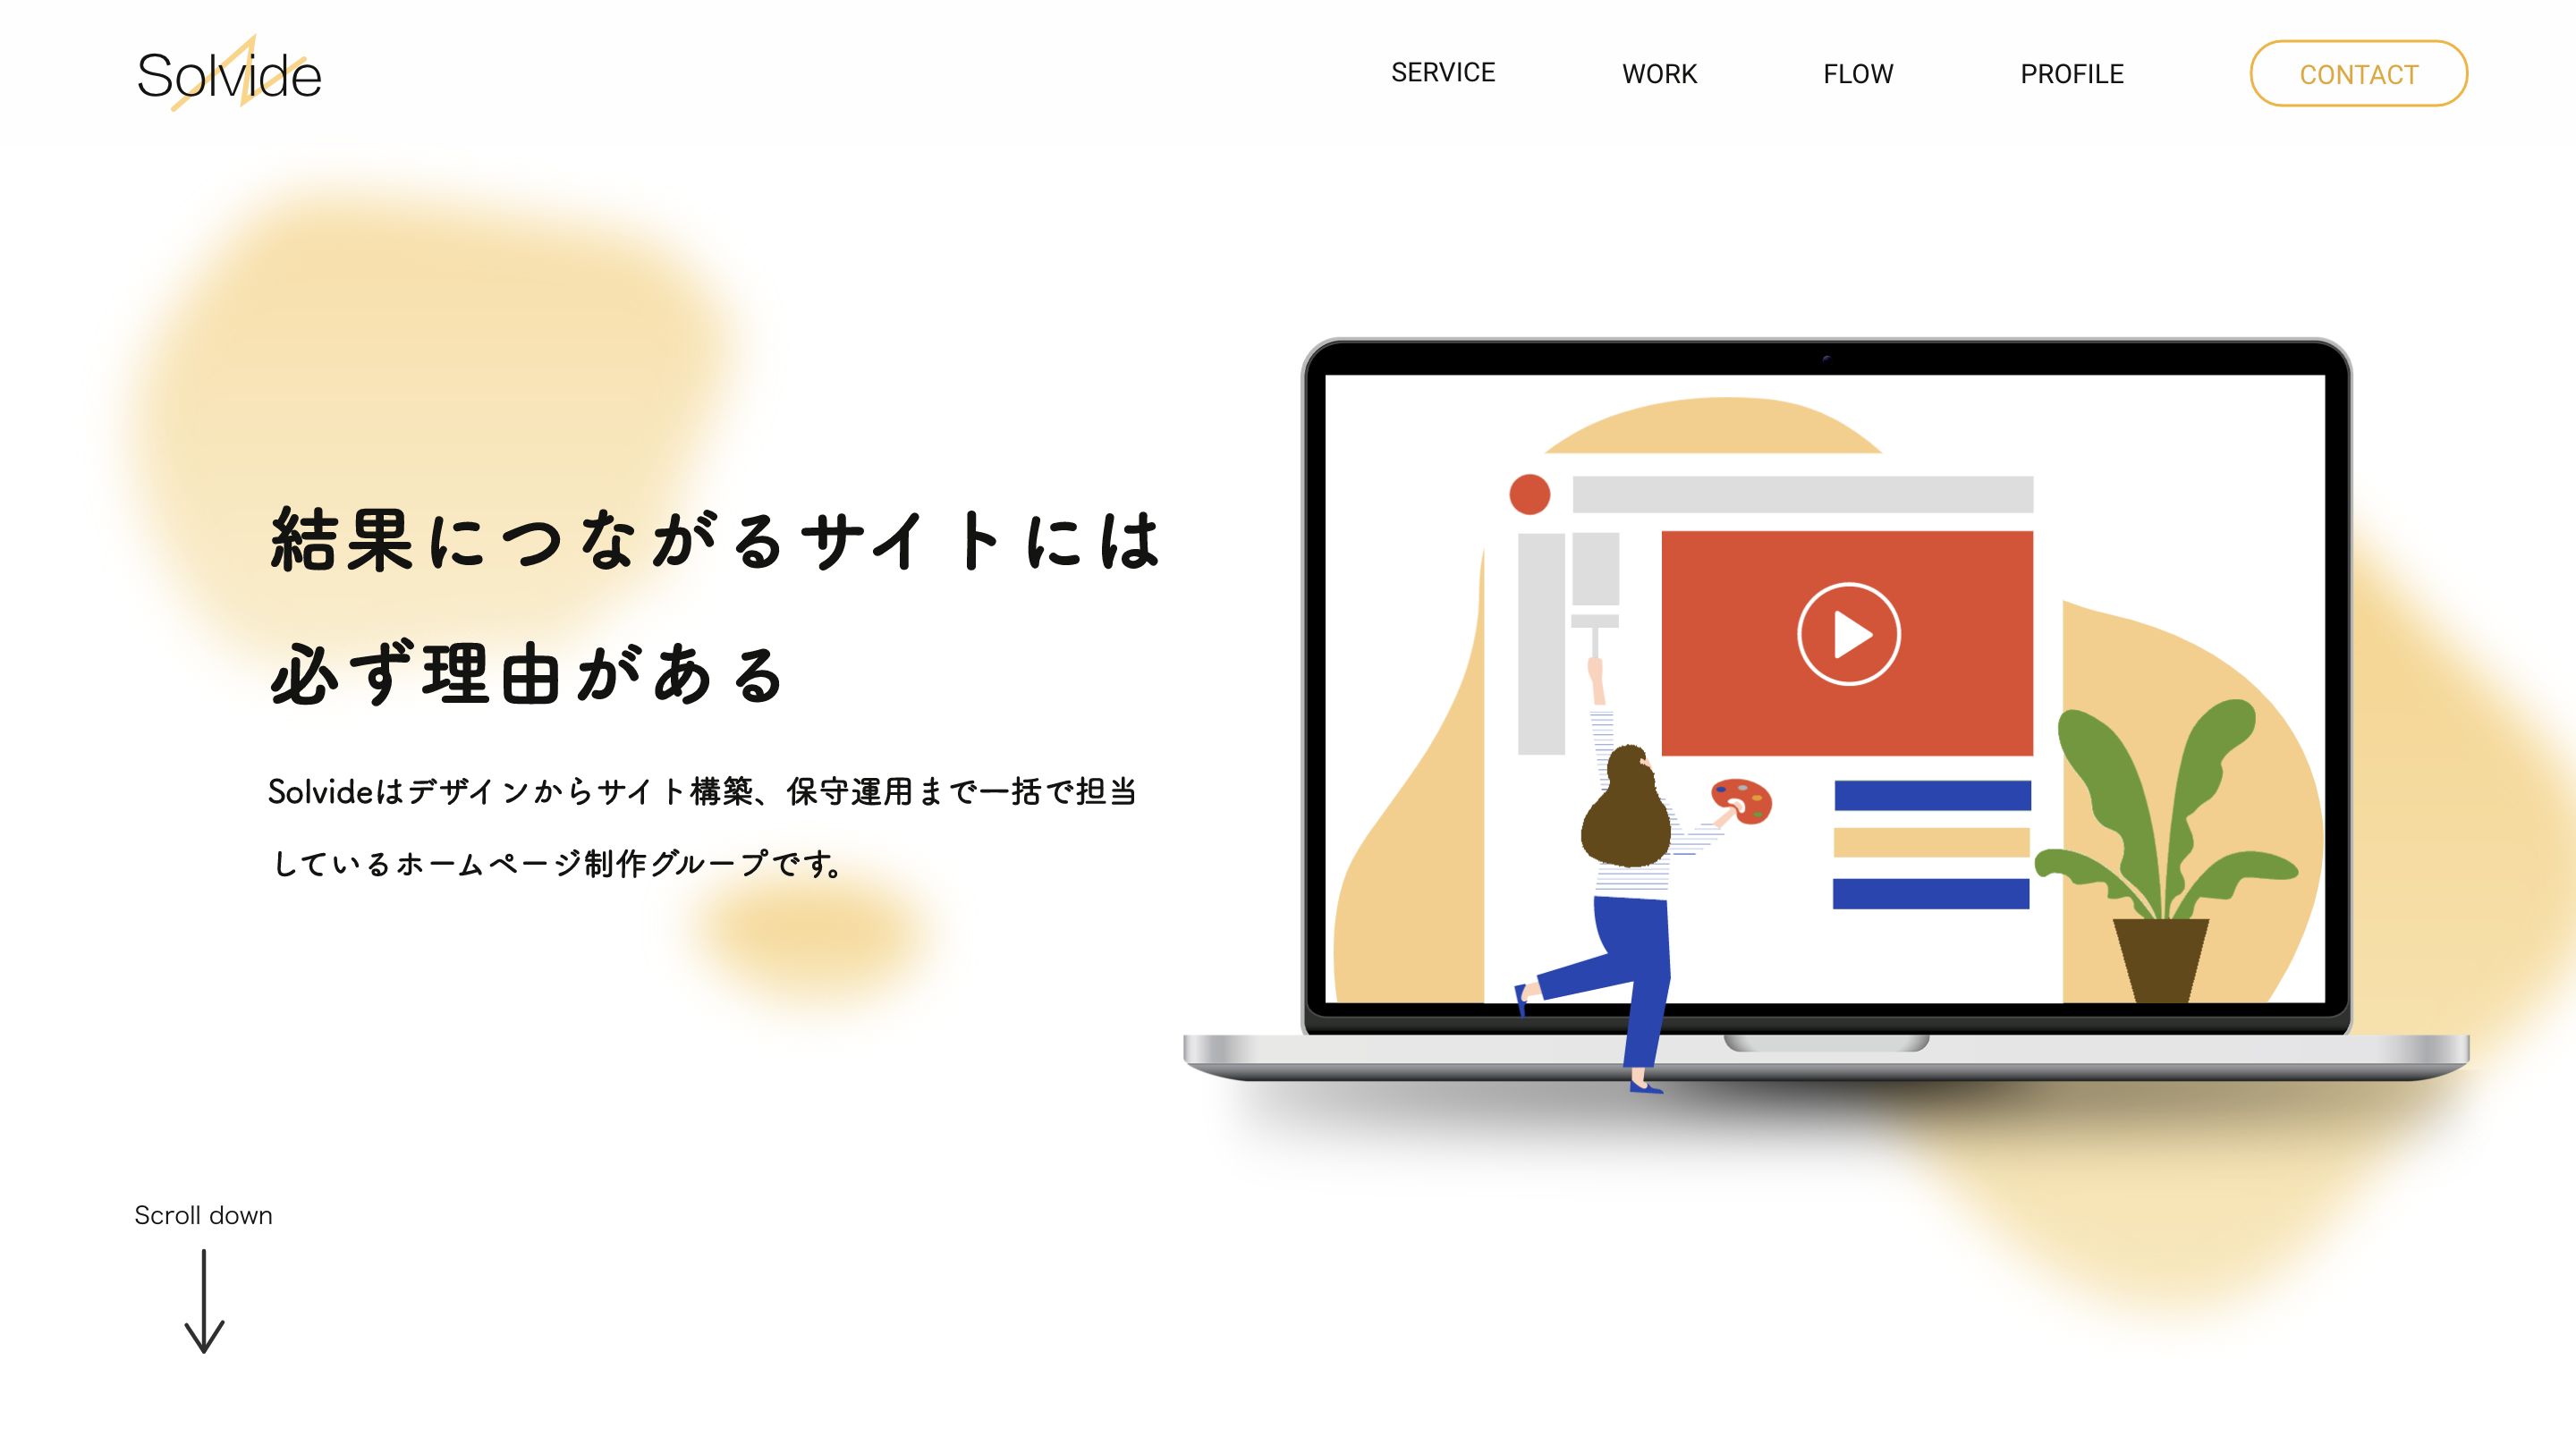 Solvide
SERVICE
WORK
FLOW
PROFILE
CONTACT
結果につながるサイトには
必ず理由がある
Solvideはデザインからサイト構築、保守運用まで一括で担当
しているホームページ制作グループです。
Scroll down